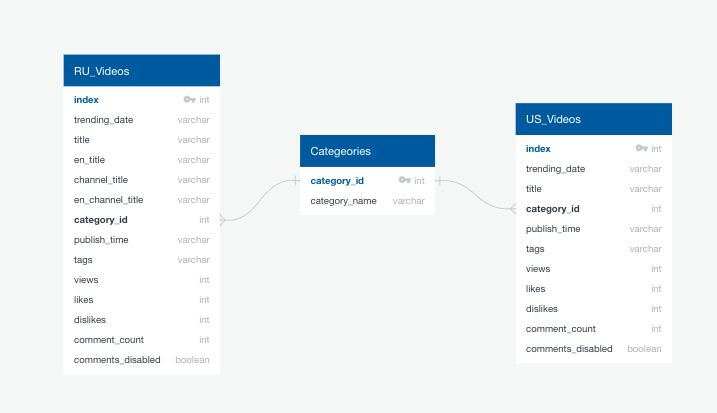 RU_Videos
index int
trending_date varchar
title varchar
en_title varchar
channel_title varchar
en_channel_title varchar
category_id int
publish_time varchar
tags varchar
views int
likes int
dislikes int
comment_count int
comments_disabled boolean
Categeories
category_id int
category_name varchar
US_Videos
index int
trending_date varchar
title varchar
category_id int
publish_time varchar
tags varchar
views int
likes int
dislikes int
comment_count int
comments_disabled boolean